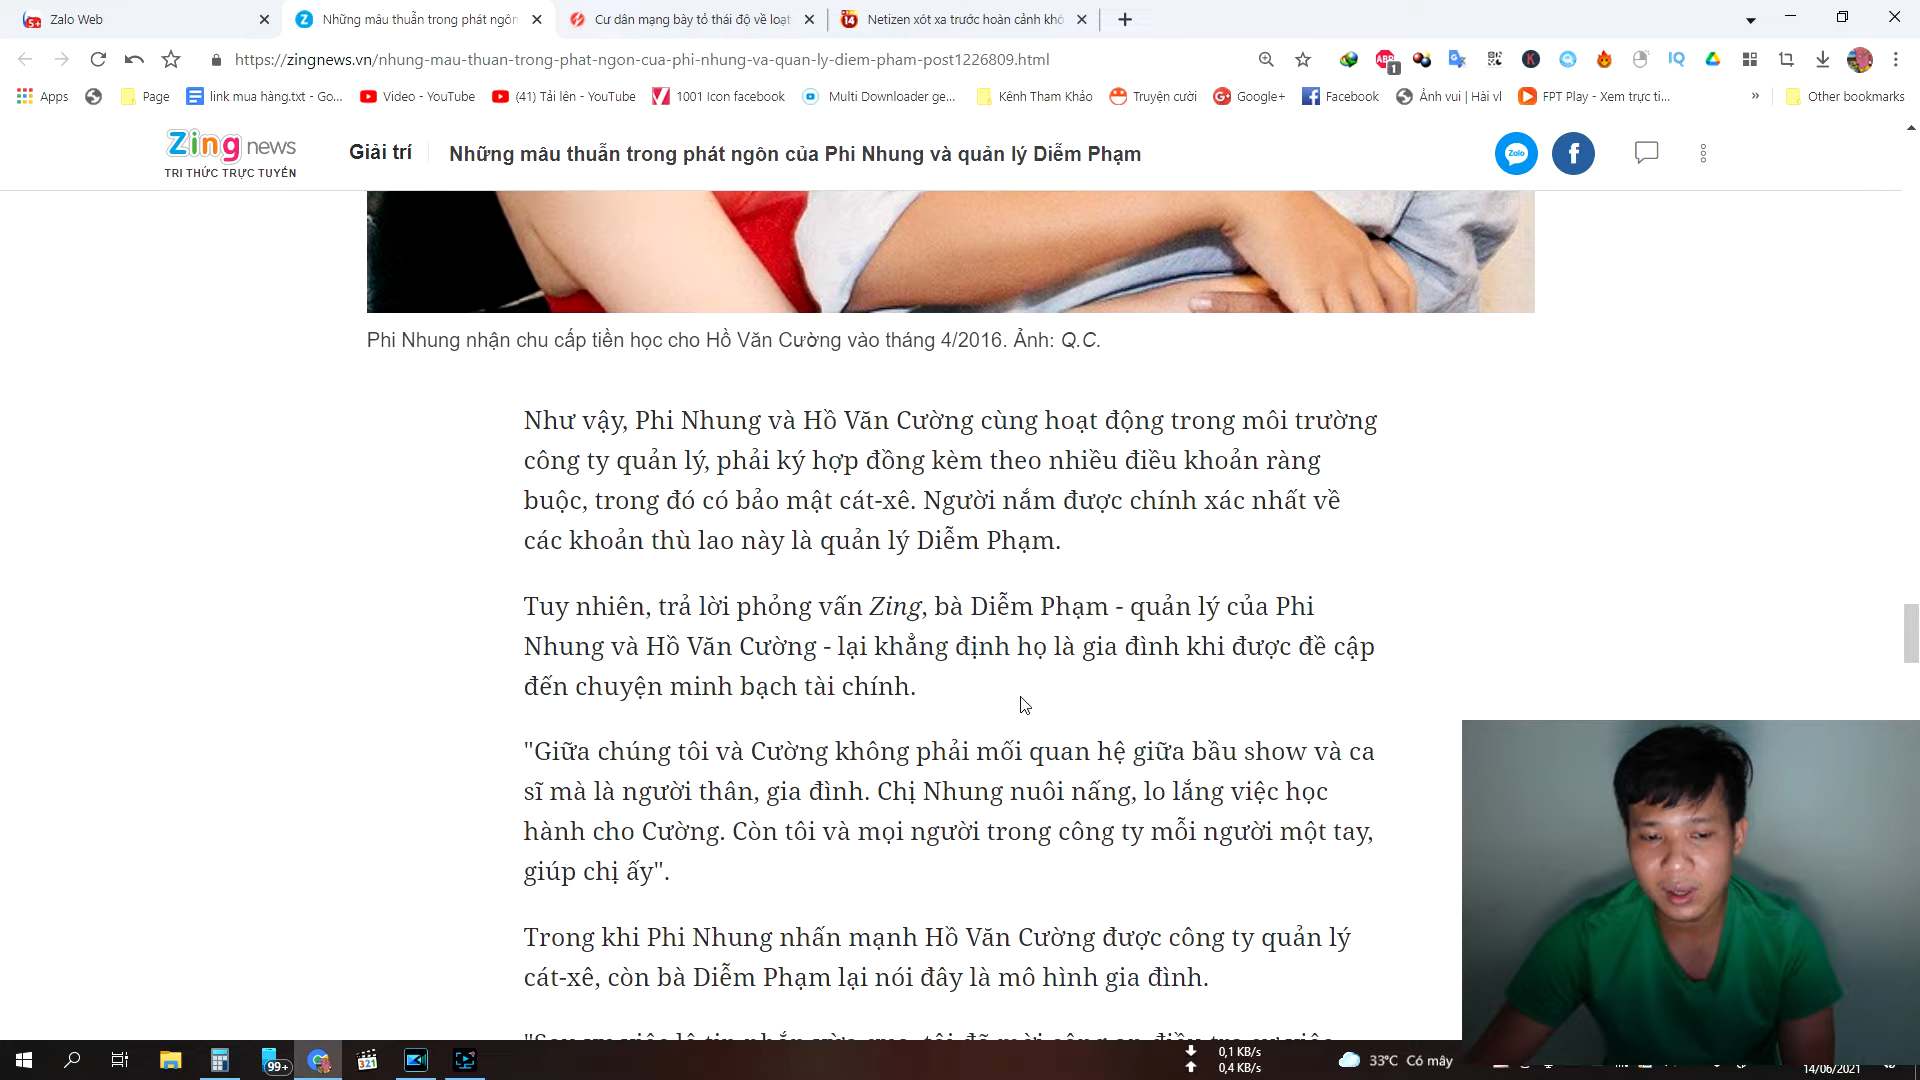 Zalo Web
Những mâu thuẫn trong phát ngôn
Cư dân mạng bày tỏ thái độ về loạt
Netizen xót xa trước hoàn cảnh khó
https://zingnews.vn/nhung-mau-thuan-trong-phat-ngon-cua-phi-nhung-va-quan-ly-diem-pham-post1226809.html
Apps
Page
link mua hàng.txt - Go...
Video - YouTube
(41) Tải lên - YouTube
1001 Icon facebook
Multi Downloader ge...
Kênh Tham Khảo
Truyện cười
Google+
Facebook
Ảnh vui | Hài vl
FPT Play - Xem trực ti...
»
Other bookmarks
Zing news
TRI THỨC TRỰC TUYẾN
Giải trí
Những mâu thuẫn trong phát ngôn của Phi Nhung và quản lý Diễm Phạm
Zalo
Phi Nhung nhận chu cấp tiền học cho Hồ Văn Cường vào tháng 4/2016. Ảnh: Q.C.
Như vậy, Phi Nhung và Hồ Văn Cường cùng hoạt động trong môi trường
công ty quản lý, phải ký hợp đồng kèm theo nhiều điều khoản ràng
buộc, trong đó có bảo mật cát-xê. Người nắm được chính xác nhất về
các khoản thù lao này là quản lý Diễm Phạm.
Tuy nhiên, trả lời phỏng vấn Zing, bà Diễm Phạm - quản lý của Phi
Nhung và Hồ Văn Cường - lại khẳng định họ là gia đình khi được đề cập
đến chuyện minh bạch tài chính.
"Giữa chúng tôi và Cường không phải mối quan hệ giữa bầu show và ca
sĩ mà là người thân, gia đình. Chị Nhung nuôi nấng, lo lắng việc học
hành cho Cường. Còn tôi và mọi người trong công ty mỗi người một tay,
giúp chị ấy".
Trong khi Phi Nhung nhấn mạnh Hồ Văn Cường được công ty quản lý
cát-xê, còn bà Diễm Phạm lại nói đây là mô hình gia đình.
99+
321
0,1 KB/s
0,4 KB/s
33°C Có mây
14/06/2021